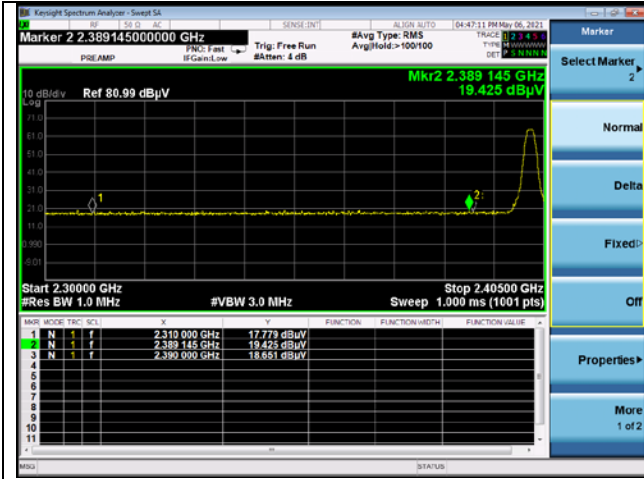 Keysight Spectrum Analyzer - Swept SA
RF 50 Ω AC SENSE:INT ALIGN AUTO 04:47:11 PM May 06, 2021
Marker 2 2.389145000000 GHz
#Avg Type: RMS
TRACE 1 2 3 4 5 6
PNO: Fast Trig: Free Run Avg|Hold:>100/100
TYPE M WWWWW
PREAMP IFGain:Low #Atten: 4 dB
DET P S N N N N
Mkr2 2.389 145 GHz
10 dB/div Ref 80.99 dBµV 19.425 dBµV
Log
71.0
61.0
51.0
41.0
31.0
21.0
11.0
0.990
-9.01
1
2
Start 2.30000 GHz Stop 2.40500 GHz
#Res BW 1.0 MHz #VBW 3.0 MHz Sweep 1.000 ms (1001 pts)
MKR MODE TRC SCL X Y FUNCTION FUNCTION WIDTH FUNCTION VALUE
1 N 1 f 2.310 000 GHz 17.779 dBµV
2 N 1 f 2.389 145 GHz 19.425 dBµV
3 N 1 f 2.390 000 GHz 18.651 dBµV
4
5
6
7
8
9
10
11
MSG STATUS
Marker
Select Marker
2
Normal
Delta
Fixed
Off
Properties
More
1 of 2